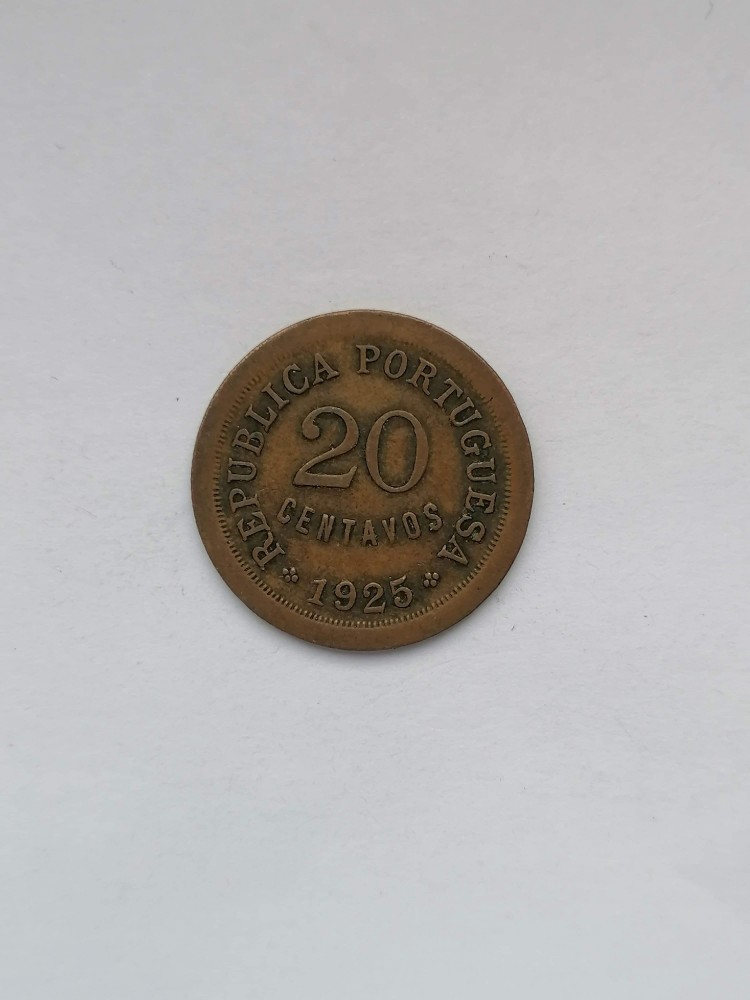 REPUBLICA PORTUGUESA
20
CENTAVOS
1925